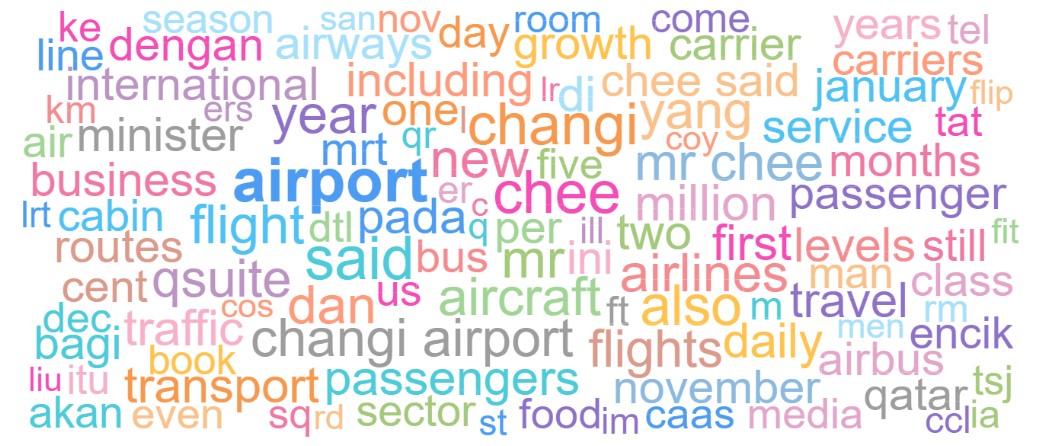 season san nov day room come years tel
ke line dengan airways growth carrier carriers
international including lr di chee said january flip
km ers year one l changi yang coy service tat
air minister mrt qr new five mr chee months
business airport er c chee million passenger
lrt cabin flight dtl pada q per ill two first levels still fit
routes said bus mr ini airlines man class
cent qsuite cos dan us aircraft ft also m travel rm
dec bagi traffic changi airport flights daily men encik
book airbus
liu itu transport passengers november qatar tsj
akan even sq rd sector st food im caas media ccl ia